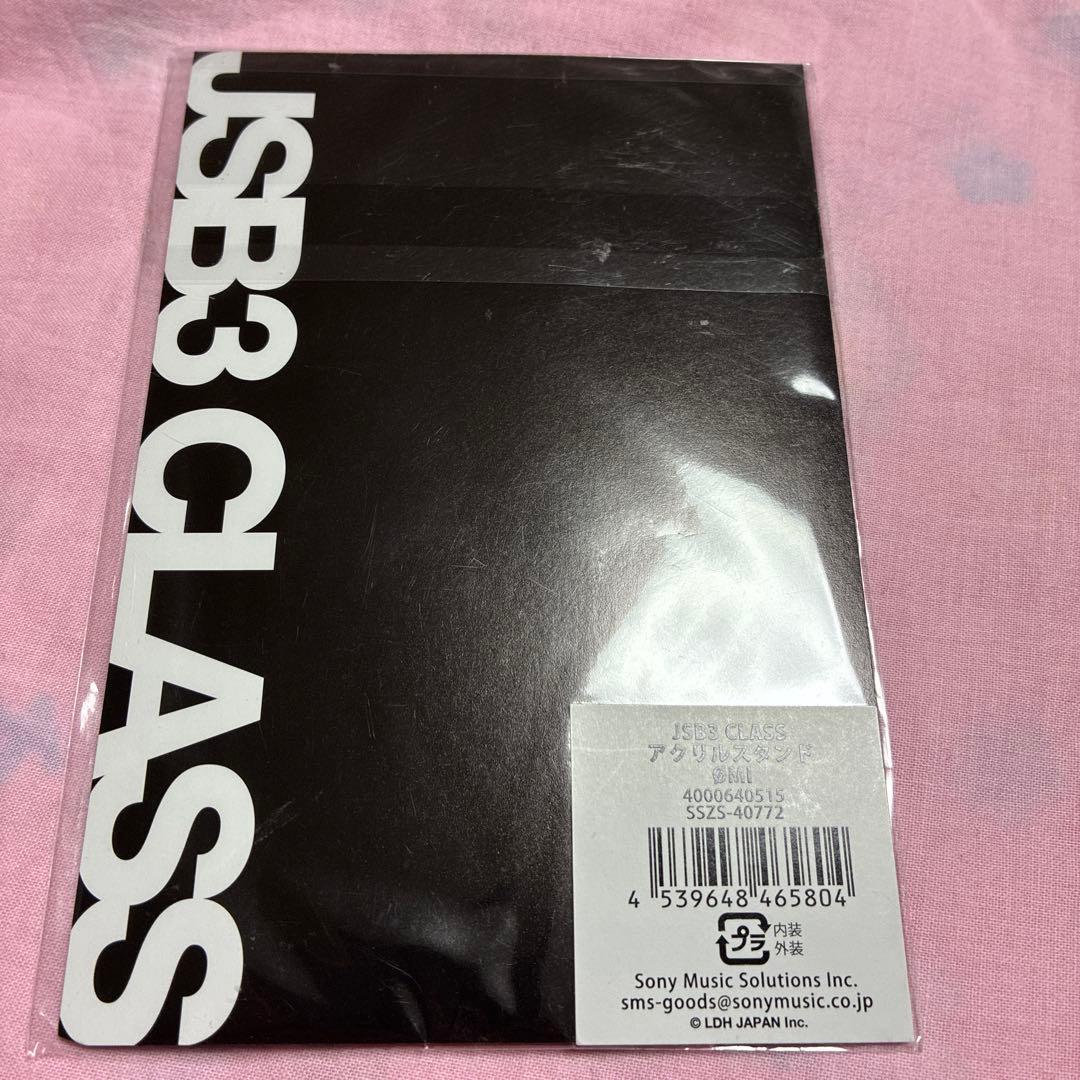 JSB3 CLASS
JSB3 CLASS
アクリルスタンド
ØMI
4000640515
SSZS-40772
4 539648 465804
プラ
内装
外装
Sony Music Solutions Inc.
sms-goods@sonymusic.co.jp
© LDH JAPAN Inc.